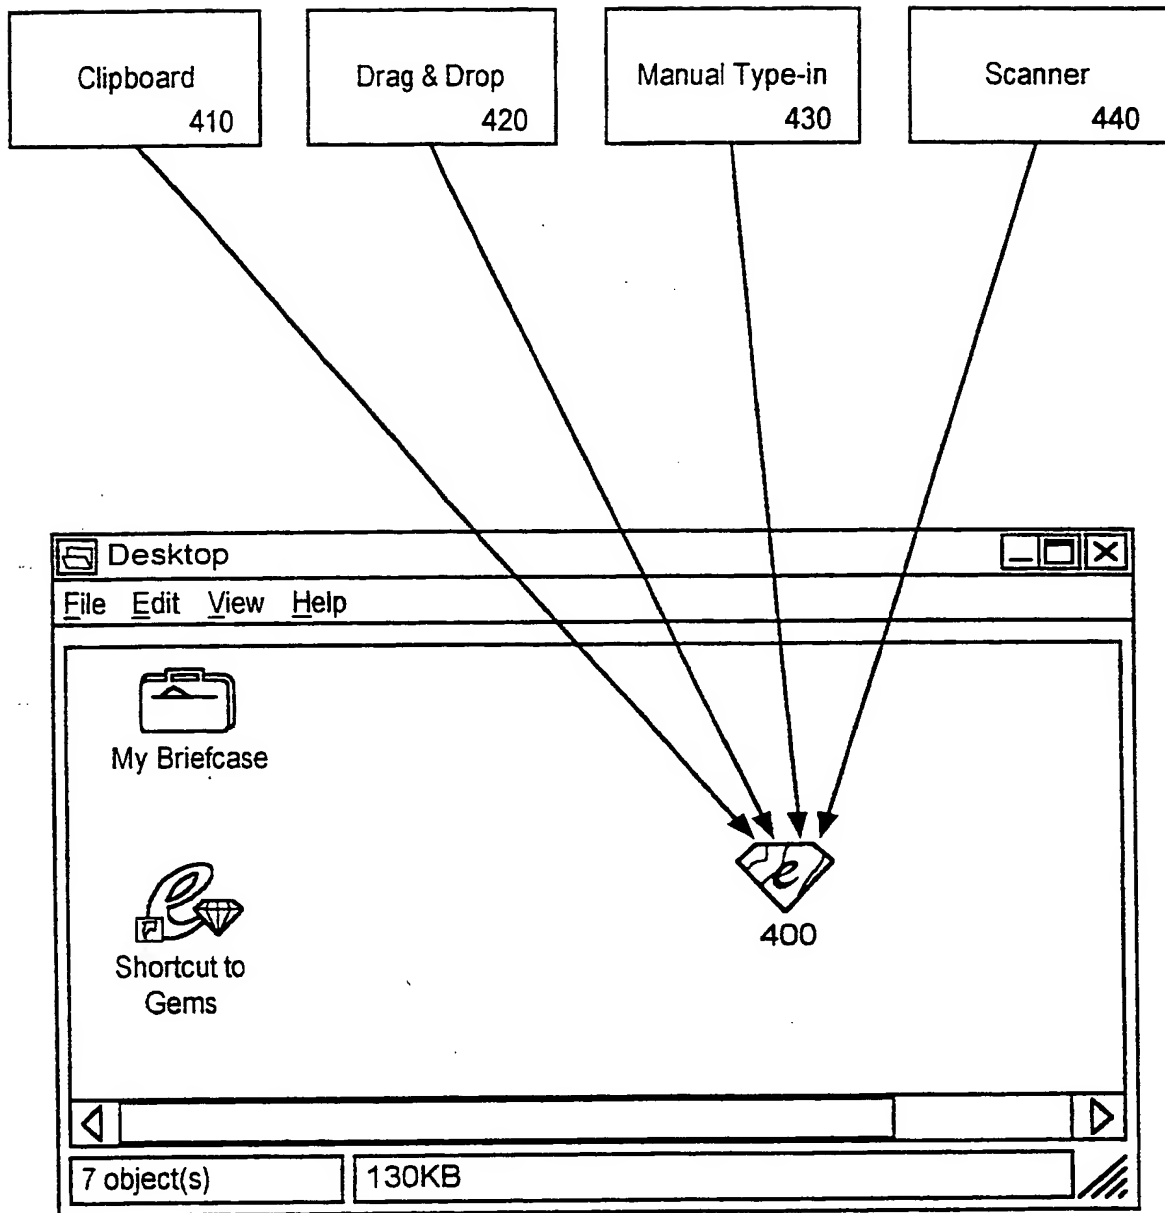 Clipboard
410
Drag & Drop
420
Manual Type-in
430
Scanner
440
Desktop
File Edit View Help
My Briefcase
e
400
Shortcut to
Gems
7 object(s)
130KB